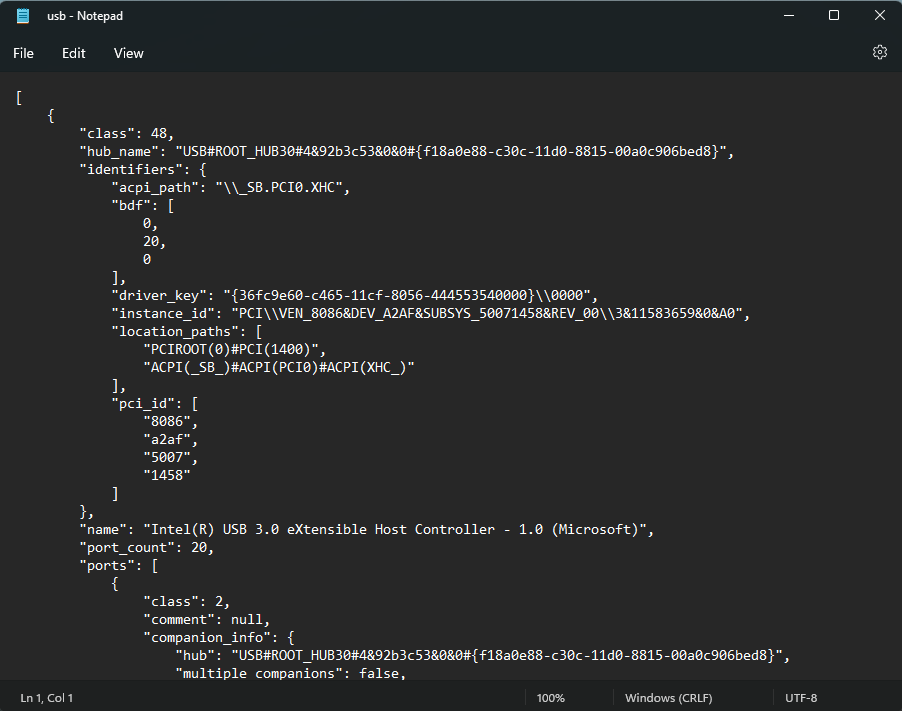 usb - Notepad
File Edit View
[
{
"class": 48,
"hub_name": "USB#ROOT_HUB30#4&92b3c53&0&0#{f18a0e88-c30c-11d0-8815-00a0c906bed8}",
"identifiers": {
"acpi_path": "\\_SB.PCI0.XHC",
"bdf": [
0,
20,
0
],
"driver_key": "{36fc9e60-c465-11cf-8056-444553540000}\\0000",
"instance_id": "PCI\\VEN_8086&DEV_A2AF&SUBSYS_50071458&REV_00\\3&11583659&0&A0",
"location_paths": [
"PCIROOT(0)#PCI(1400)",
"ACPI(_SB_)#ACPI(PCI0)#ACPI(XHC_)"
],
"pci_id": [
"8086",
"a2af",
"5007",
"1458"
]
},
"name": "Intel(R) USB 3.0 eXtensible Host Controller - 1.0 (Microsoft)",
"port_count": 20,
"ports": [
{
"class": 2,
"comment": null,
"companion_info": {
"hub": "USB#ROOT_HUB30#4&92b3c53&0&0#{f18a0e88-c30c-11d0-8815-00a0c906bed8}",
"multiple_companions": false,
Ln 1, Col 1 100% Windows (CRLF) UTF-8